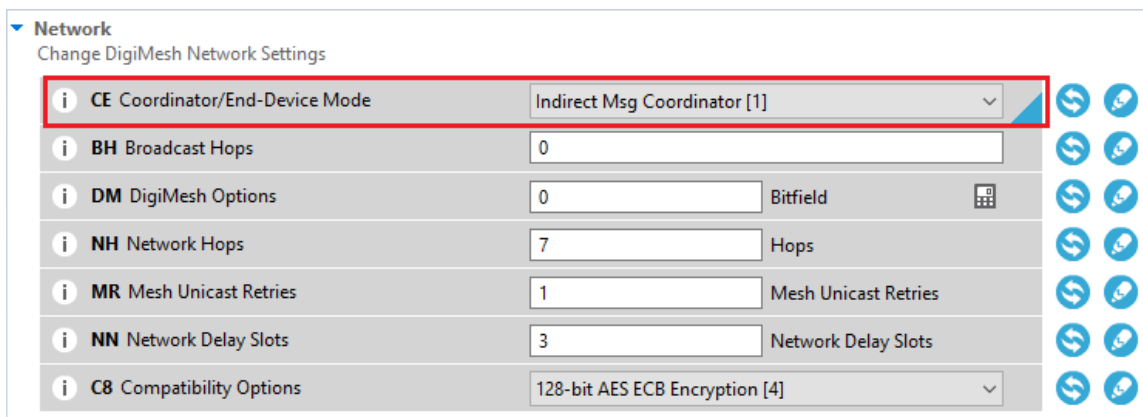 Network
Change DigiMesh Network Settings
i CE Coordinator/End-Device Mode Indirect Msg Coordinator [1]
i BH Broadcast Hops 0
i DM DigiMesh Options 0 Bitfield
i NH Network Hops 7 Hops
i MR Mesh Unicast Retries 1 Mesh Unicast Retries
i NN Network Delay Slots 3 Network Delay Slots
i C8 Compatibility Options 128-bit AES ECB Encryption [4]